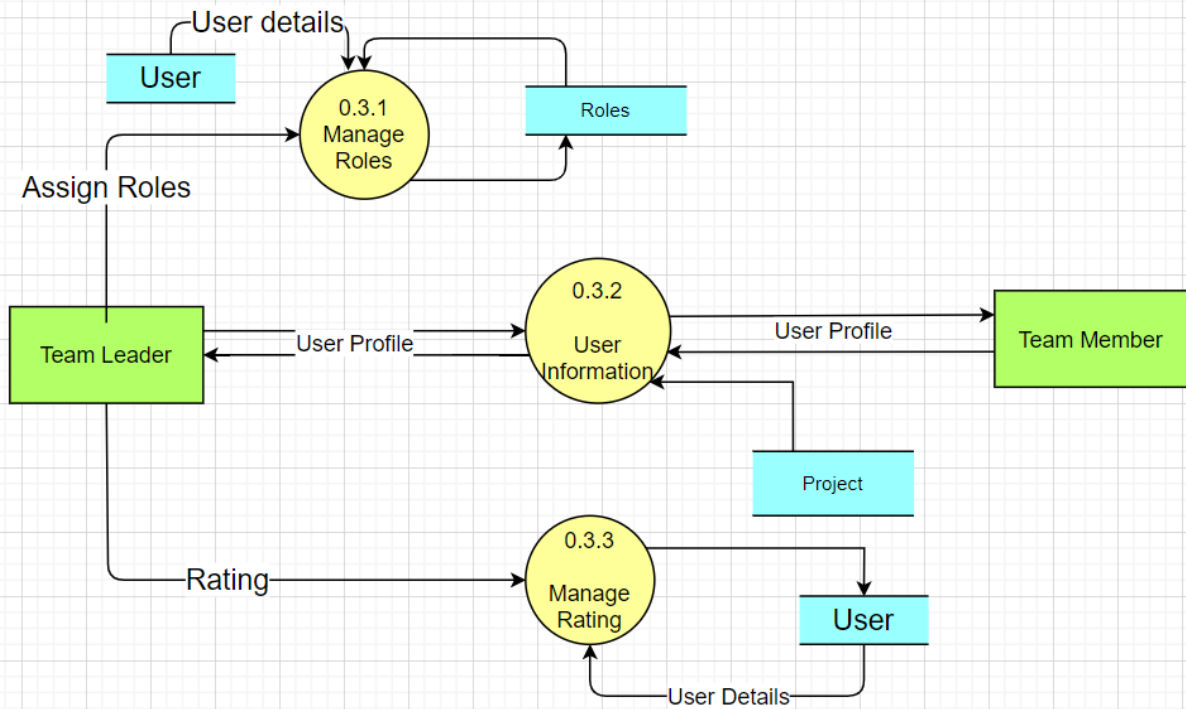 User details
User
0.3.1
Manage
Roles
Roles
Assign Roles
0.3.2
User
Information
Team Leader
User Profile
User Profile
Team Member
Project
0.3.3
Manage
Rating
Rating
User
User Details